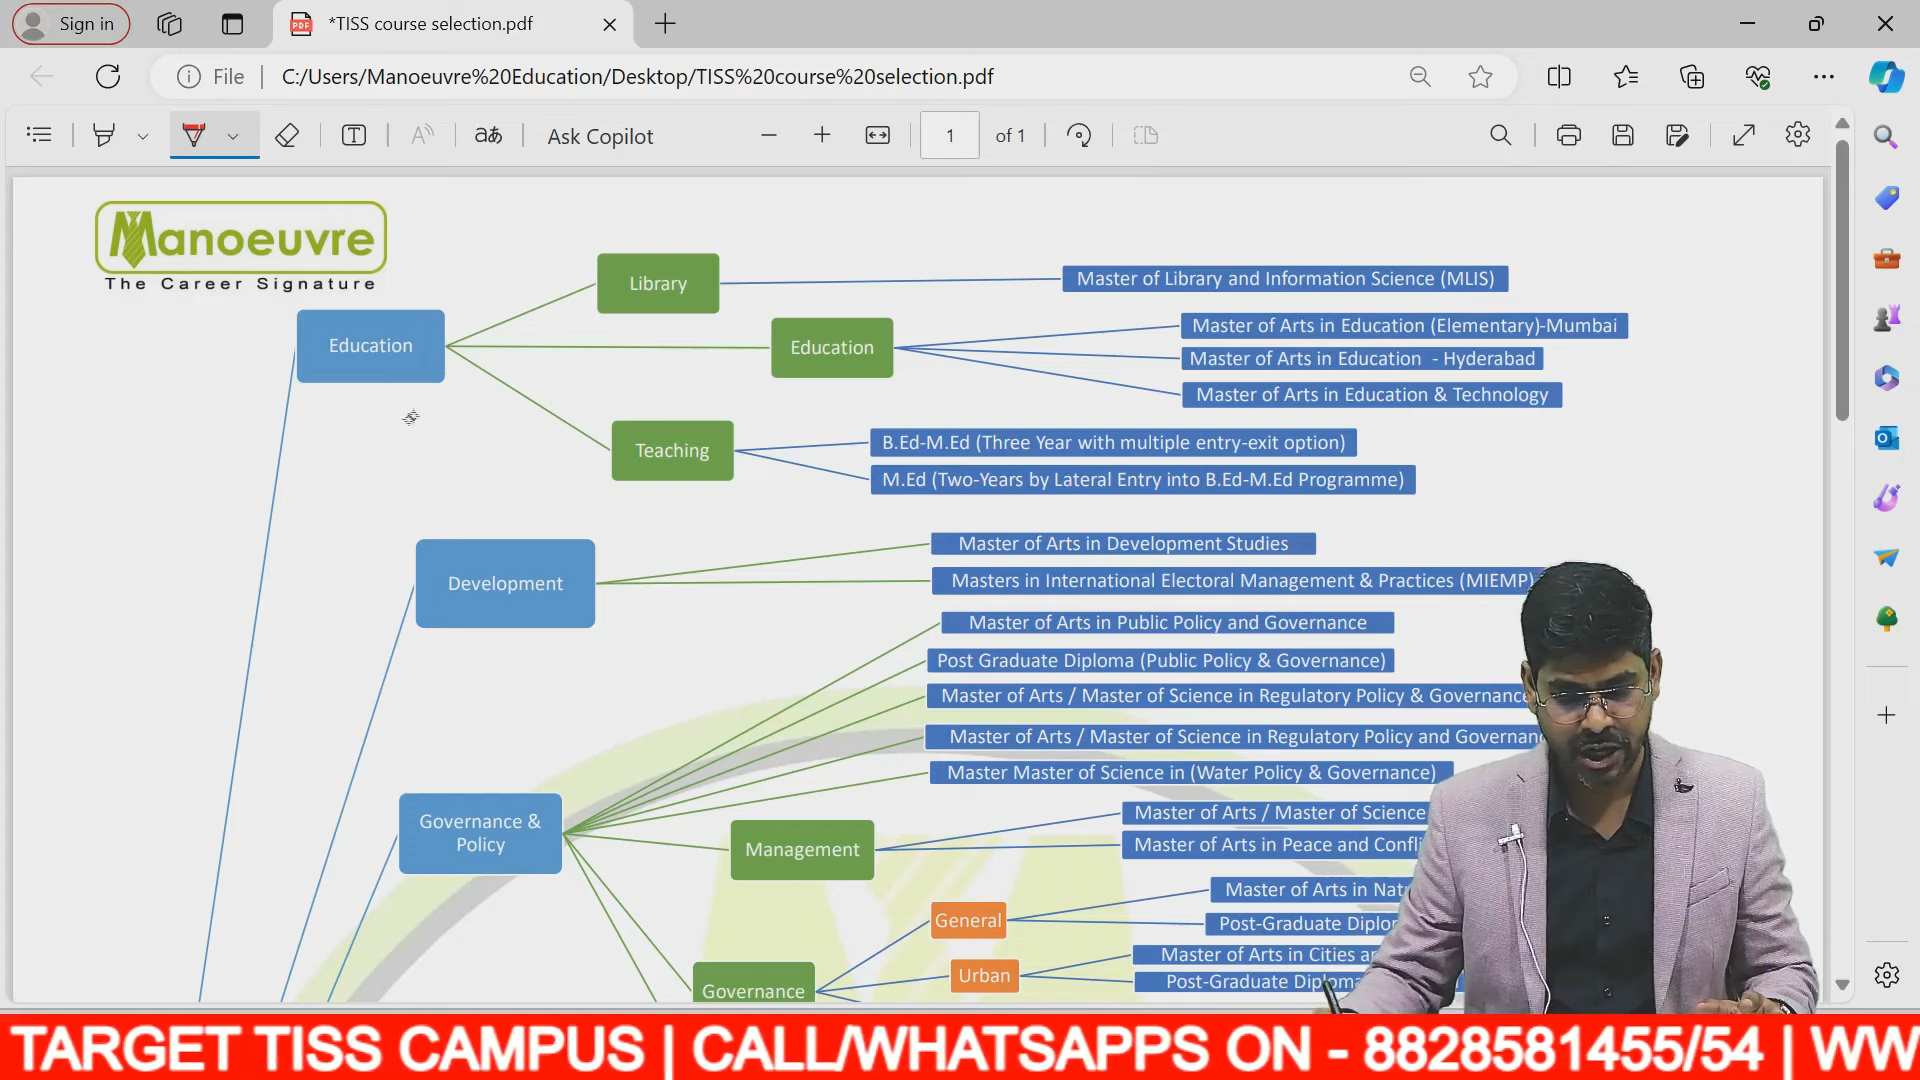 Sign in
*TISS course selection.pdf
File
C:/Users/Manoeuvre%20Education/Desktop/TISS%20course%20selection.pdf
Ask Copilot
1
of 1
Manoeuvre
The Career Signature
Library
Master of Library and Information Science (MLIS)
Education
Education
Master of Arts in Education (Elementary)-Mumbai
Master of Arts in Education - Hyderabad
Master of Arts in Education & Technology
Teaching
B.Ed-M.Ed (Three Year with multiple entry-exit option)
M.Ed (Two-Years by Lateral Entry into B.Ed-M.Ed Programme)
Development
Master of Arts in Development Studies
Masters in International Electoral Management & Practices (MIEMP)
Master of Arts in Public Policy and Governance
Post Graduate Diploma (Public Policy & Governance)
Master of Arts / Master of Science in Regulatory Policy & Governance
Master of Arts / Master of Science in Regulatory Policy and Governan
Master Master of Science in (Water Policy & Governance)
Governance &
Policy
Management
Master of Arts / Master of Science
Master of Arts in Peace and Confli
Governance
General
Master of Arts in Nat
Post-Graduate Diplo
Urban
Master of Arts in Cities a
Post-Graduate Diploma
TARGET TISS CAMPUS | CALL/WHATSAPPS ON - 8828581455/54 | WW